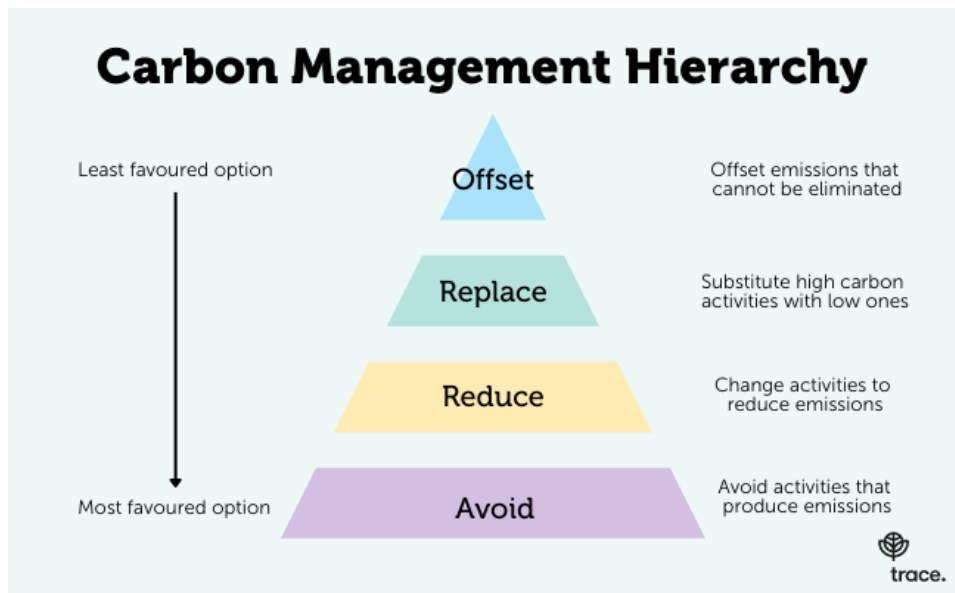 Carbon Management Hierarchy
Least favoured option
Offset
Offset emissions that
cannot be eliminated
Replace
Substitute high carbon
activities with low ones
Reduce
Change activities to
reduce emissions
Most favoured option
Avoid
Avoid activities that
produce emissions
trace.